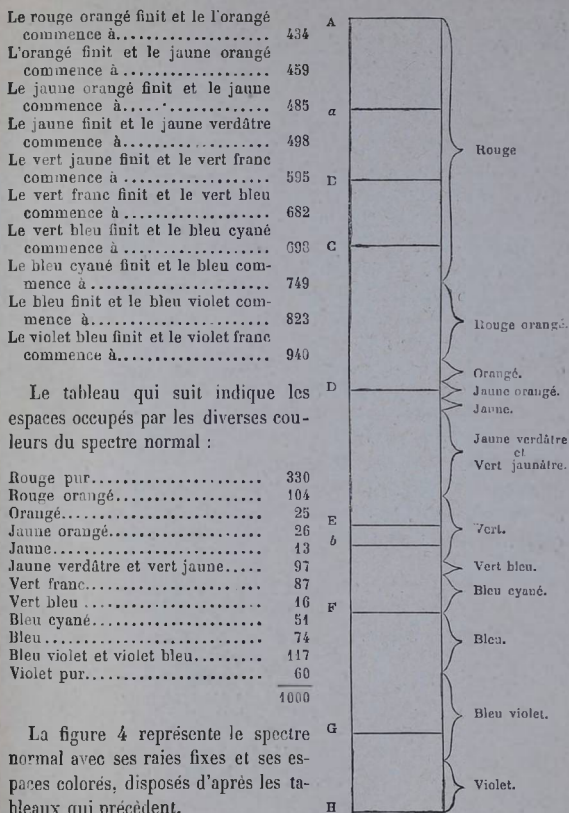 Le rouge orangé finit et le l'orangé
commence à.................. 434
L'orangé finit et le jaune orangé
commence à .................. 459
Le jaune orangé finit et le jaune
commence à.................. 485
Le jaune finit et le jaune verdâtre
commence à.................. 498
Le vert jaune finit et le vert franc
commence à .................. 595
Le vert franc finit et le vert bleu
commence à .................. 682
Le vert bleu finit et le bleu cyané
commence à .................. 698
Le bleu cyané finit et le bleu com-
mence à .................. 749
Le bleu finit et le bleu violet com-
mence à.................. 823
Le violet bleu finit et le violet franc
commence à.................. 940
Le tableau qui suit indique les
espaces occupés par les diverses cou-
leurs du spectre normal :
Rouge pur.................. 330
Rouge orangé.................. 104
Orangé.................. 25
Jaune orangé.................. 26
Jaune.................. 13
Jaune verdâtre et vert jaune..... 97
Vert franc.................. 87
Vert bleu .................. 16
Bleu cyané.................. 51
Bleu.................. 74
Bleu violet et violet bleu......... 117
Violet pur.................. 60
1000
La figure 4 représente le spectre
normal avec ses raies fixes et ses es-
paces colorés, disposés d'après les ta-
bleaux qui précèdent.
A
a
B
C
D
E
b
F
G
H
Rouge
Rouge orangé.
Orangé.
Jaune orangé.
Jaune.
Jaune verdâtre
et
Vert jaunâtre.
Vert.
Vert bleu.
Bleu cyané.
Bleu.
Bleu violet.
Violet.